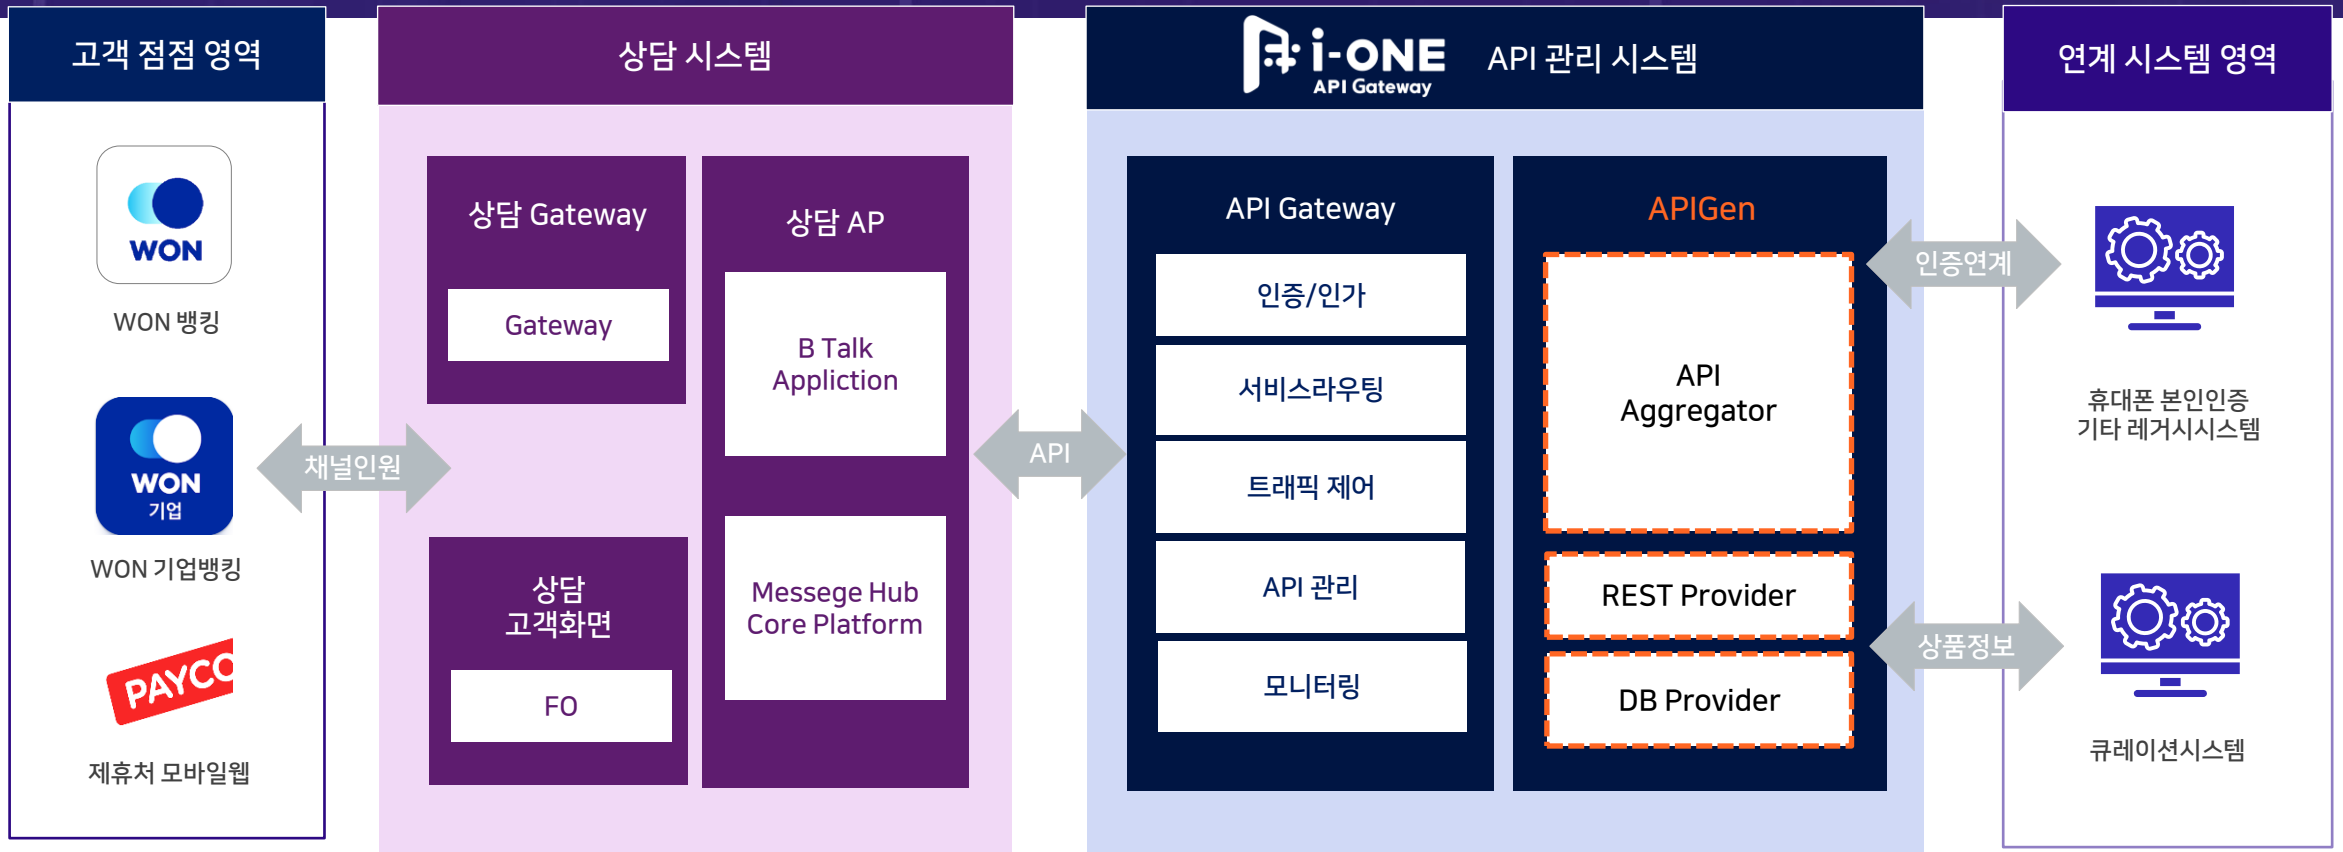 고객 점점 영역
WON
WON 뱅킹
WON
기업
WON 기업뱅킹
PAYCO
제휴처 모바일웹
채널인원
상담 시스템
상담 Gateway
Gateway
상담
고객화면
FO
상담 AP
B Talk
Appliction
Messege Hub
Core Platform
API
i-ONE
API Gateway
API 관리 시스템
API Gateway
인증/인가
서비스라우팅
트래픽 제어
API 관리
모니터링
APIGen
API
Aggregator
REST Provider
DB Provider
인증연계
상품정보
연계 시스템 영역
휴대폰 본인인증
기타 레거시시스템
큐레이션시스템